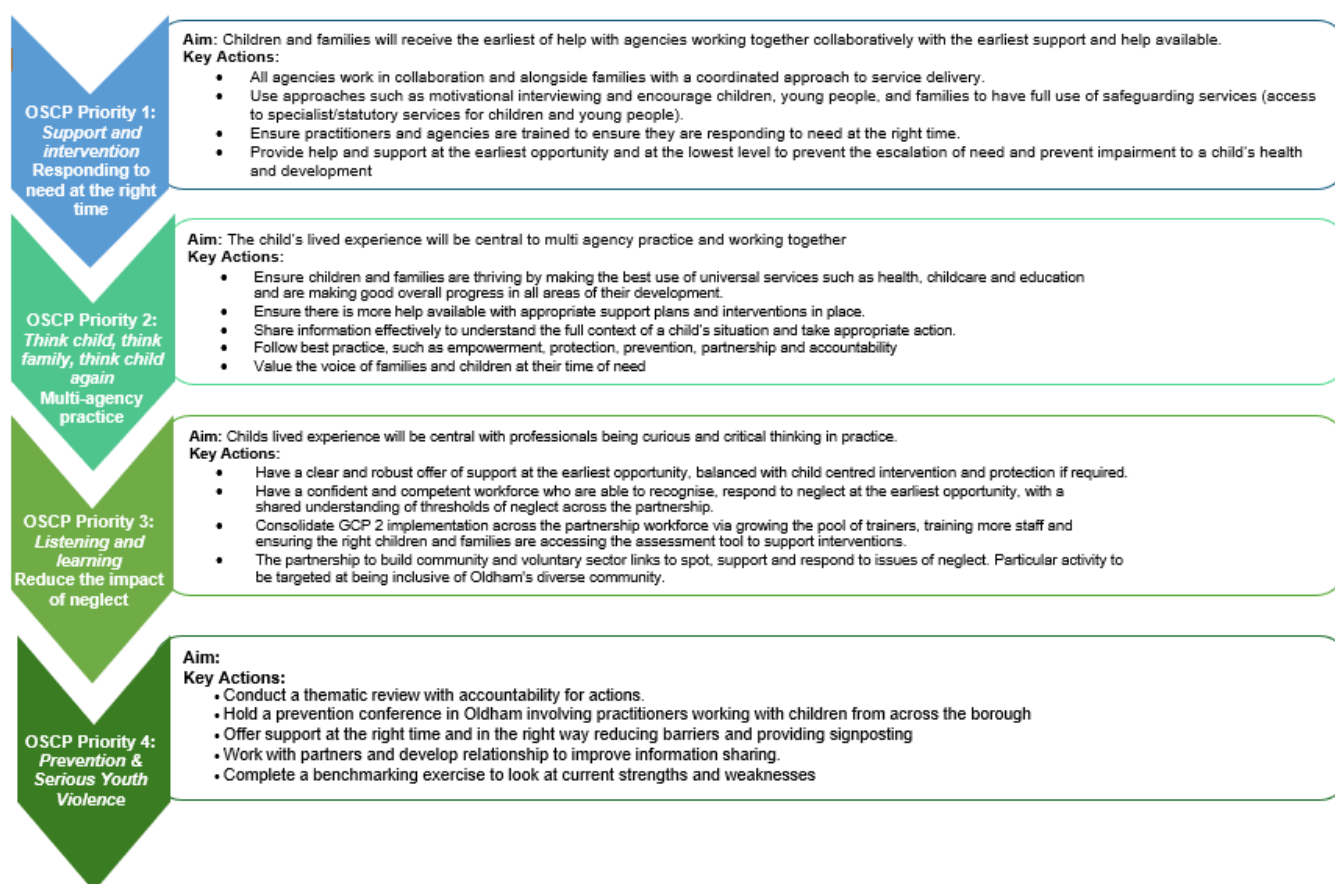 OSCP Priority 1:
Support and
intervention
Responding to
need at the right
time
Aim: Children and families will receive the earliest of help with agencies working together collaboratively with the earliest support and help available.
Key Actions:
• All agencies work in collaboration and alongside families with a coordinated approach to service delivery.
• Use approaches such as motivational interviewing and encourage children, young people, and families to have full use of safeguarding services (access
to specialist/statutory services for children and young people).
• Ensure practitioners and agencies are trained to ensure they are responding to need at the right time.
• Provide help and support at the earliest opportunity and at the lowest level to prevent the escalation of need and prevent impairment to a child's health
and development
OSCP Priority 2:
Think child, think
family, think child
again
Multi-agency
practice
Aim: The child's lived experience will be central to multi agency practice and working together
Key Actions:
• Ensure children and families are thriving by making the best use of universal services such as health, childcare and education
and are making good overall progress in all areas of their development.
• Ensure there is more help available with appropriate support plans and interventions in place.
• Share information effectively to understand the full context of a child's situation and take appropriate action.
• Follow best practice, such as empowerment, protection, prevention, partnership and accountability
• Value the voice of families and children at their time of need
OSCP Priority 3:
Listening and
learning
Reduce the impact
of neglect
Aim: Childs lived experience will be central with professionals being curious and critical thinking in practice.
Key Actions:
• Have a clear and robust offer of support at the earliest opportunity, balanced with child centred intervention and protection if required.
• Have a confident and competent workforce who are able to recognise, respond to neglect at the earliest opportunity, with a
shared understanding of thresholds of neglect across the partnership.
• Consolidate GCP 2 implementation across the partnership workforce via growing the pool of trainers, training more staff and
ensuring the right children and families are accessing the assessment tool to support interventions.
• The partnership to build community and voluntary sector links to spot, support and respond to issues of neglect. Particular activity to
be targeted at being inclusive of Oldham's diverse community.
OSCP Priority 4:
Prevention &
Serious Youth
Violence
Aim:
Key Actions:
• Conduct a thematic review with accountability for actions.
• Hold a prevention conference in Oldham involving practitioners working with children from across the borough
• Offer support at the right time and in the right way reducing barriers and providing signposting
• Work with partners and develop relationship to improve information sharing.
• Complete a benchmarking exercise to look at current strengths and weaknesses